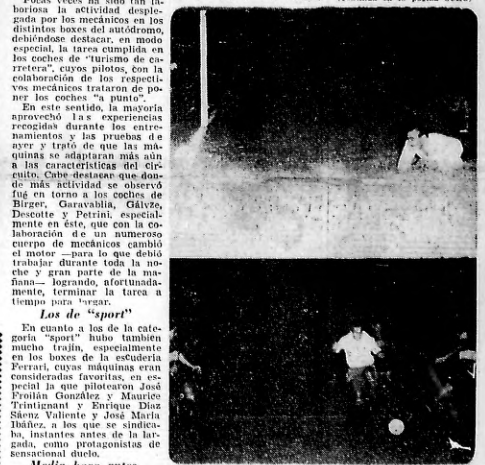 Pocas veces ha sido tan la-
boriosa la actividad desple-
gada por los mecánicos en los
distintos boxes del autódromo,
debiéndose destacar, en modo
especial, la tarea cumplida en
los coches de "turismo de ca-
rretera", cuyos pilotos, con la
colaboración de los respecti-
vos mecánicos trataron de po-
ner los coches "a punto".
En este sentido, la mayoría
aprovechó las experiencias
recogidas durante los entre-
namientos y las pruebas de
ayer y trató de que las má-
quinas se adaptaran más aún
a las características del cir-
cuito. Cabe destacar que don-
de más actividad se observó
fué en torno a los coches de
Birger, Garavablia, Gálvze,
Descotte y Petrini, especial-
mente en éste, que con la co-
laboración de un numeroso
cuerpo de mecánicos cambió
el motor —para lo que debió
trabajar durante toda la no-
che y gran parte de la ma-
ñana— logrando, afortunada-
mente, terminar la tarea a
tiempo para largar.
Los de "sport"
En cuanto a los de la cate-
goría "sport" hubo también
mucho trajín, especialmente
en los boxes de la escudería
Ferrari, cuyas máquinas eran
consideradas favoritas, en es-
pecial la que pilotearon José
Froilán González y Maurice
Trintignant y Enrique Díaz
Sáenz Valiente y José María
Ibáñez, a los que se sindica-
ba, instantes antes de la lar-
gada, como protagonistas de
sensacional duelo.